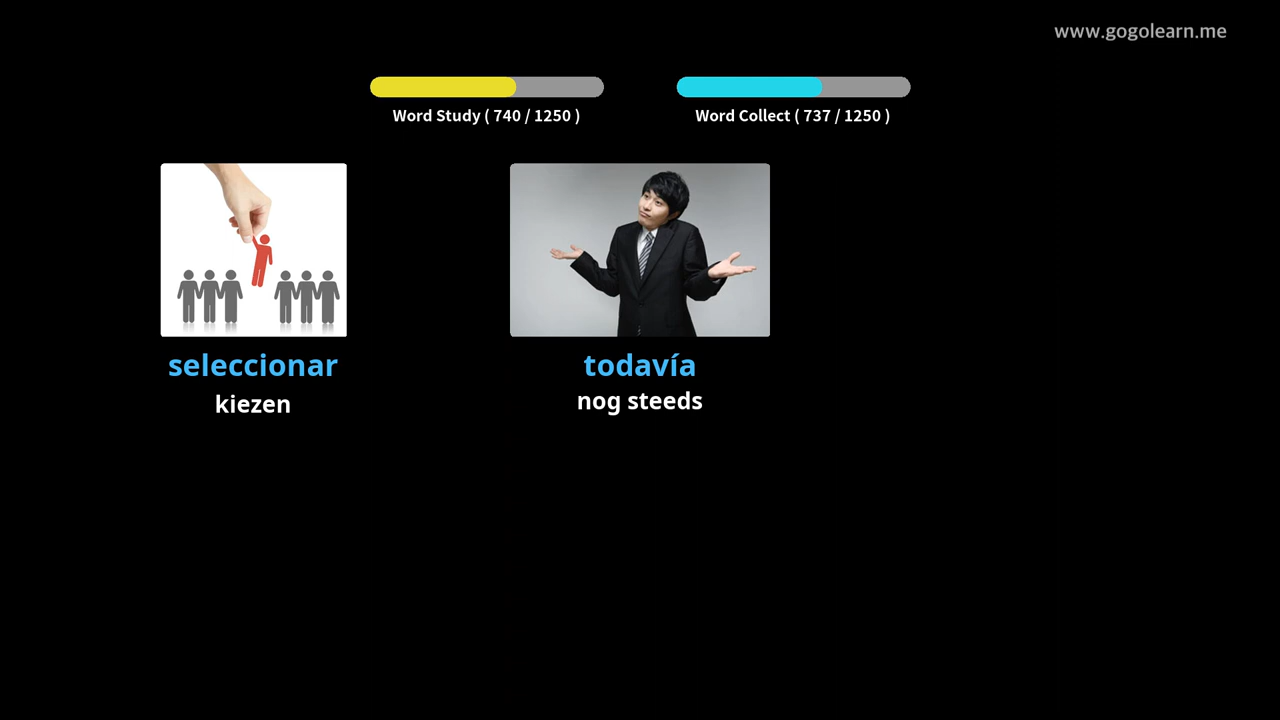 www.gogolearn.me
Word Study ( 740 / 1250 )
Word Collect ( 737 / 1250 )
seleccionar
kiezen
todavía
nog steeds